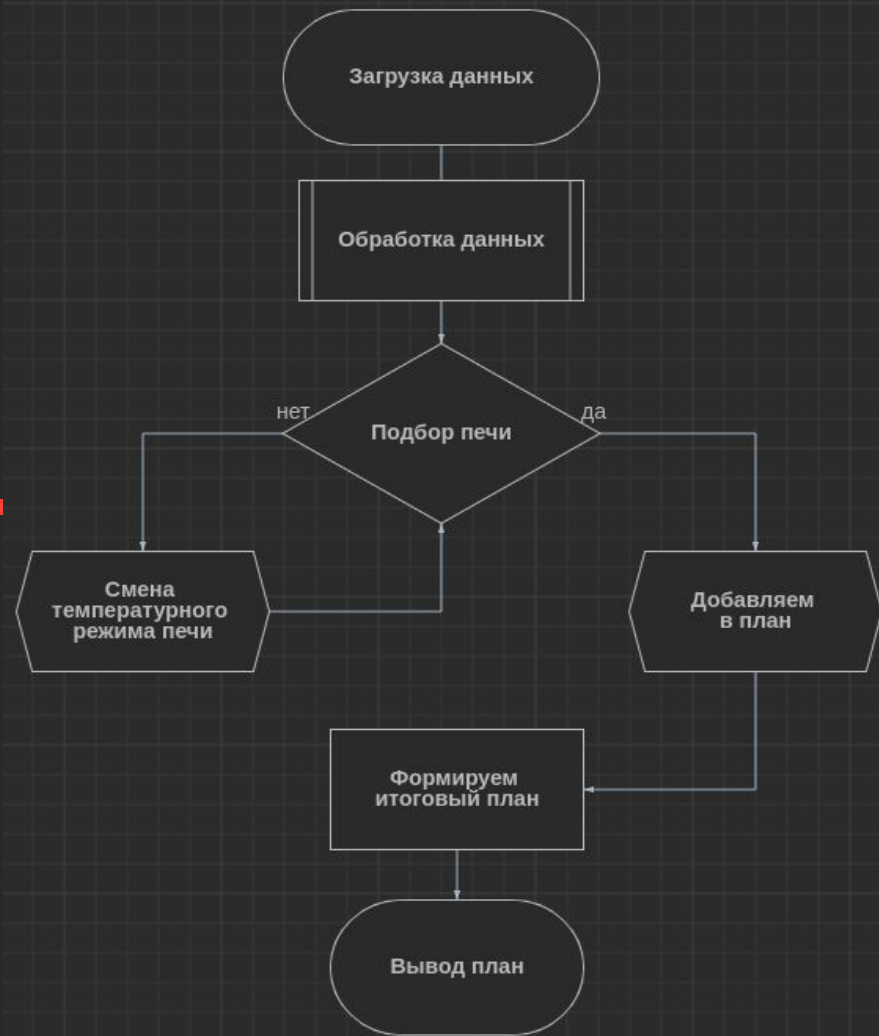 Загрузка данных
Обработка данных
нет
Подбор печи
да
Смена
температурного
режима печи
Добавляем
в план
Формируем
итоговый план
Вывод план